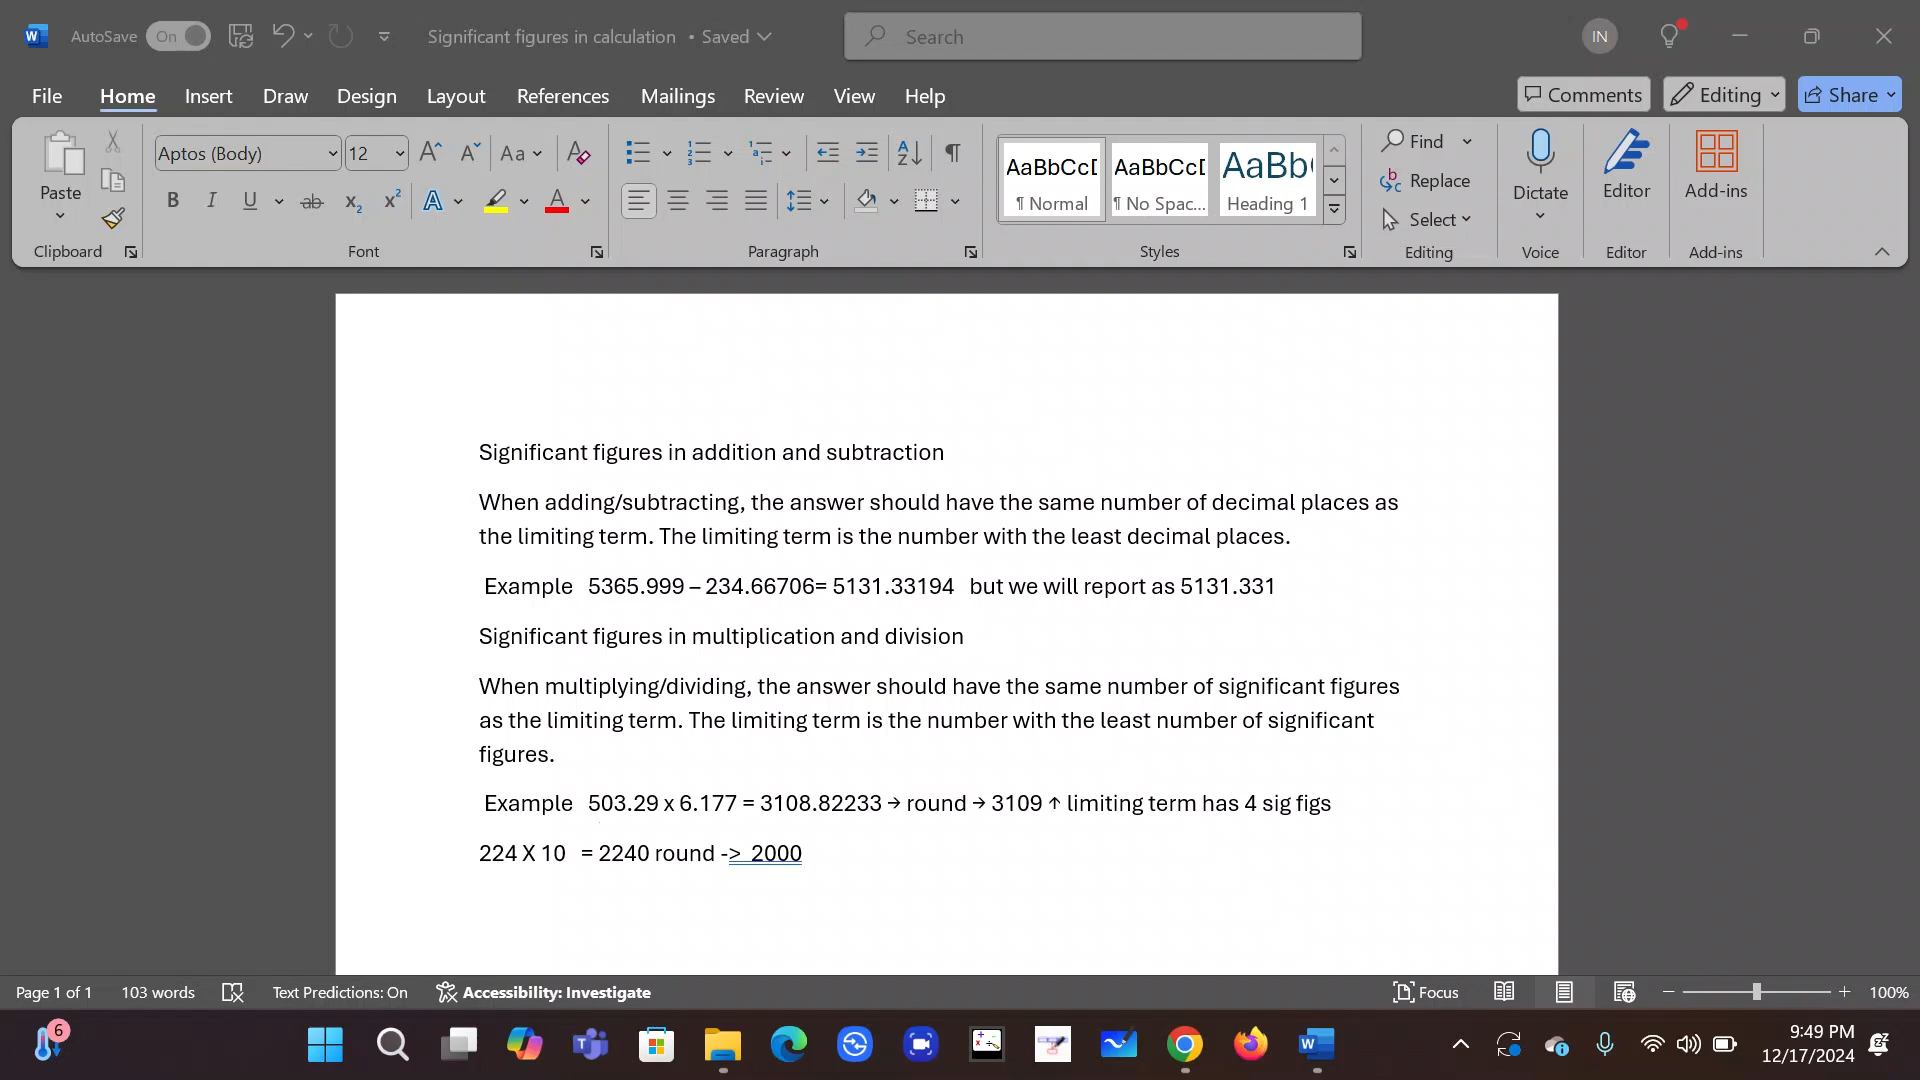 AutoSave On Significant figures in calculation • Saved Search IN
File Home Insert Draw Design Layout References Mailings Review View Help Comments Editing Share
Paste
Clipboard
Aptos (Body) 12 Aa
B I U ab x2 x2 A A
Font
Paragraph
AaBbCcD AaBbCcD AaBb(
¶ Normal ¶ No Spac... Heading 1
Styles
Find
Replace
Select
Editing
Dictate
Voice
Editor
Editor
Add-ins
Add-ins
Significant figures in addition and subtraction
When adding/subtracting, the answer should have the same number of decimal places as
the limiting term. The limiting term is the number with the least decimal places.
Example 5365.999 – 234.66706= 5131.33194 but we will report as 5131.331
Significant figures in multiplication and division
When multiplying/dividing, the answer should have the same number of significant figures
as the limiting term. The limiting term is the number with the least number of significant
figures.
Example 503.29 x 6.177 = 3108.82233 → round → 3109 ↑ limiting term has 4 sig figs
224 X 10 = 2240 round -> 2000
Page 1 of 1 103 words Text Predictions: On Accessibility: Investigate Focus 100%
6
9:49 PM
12/17/2024